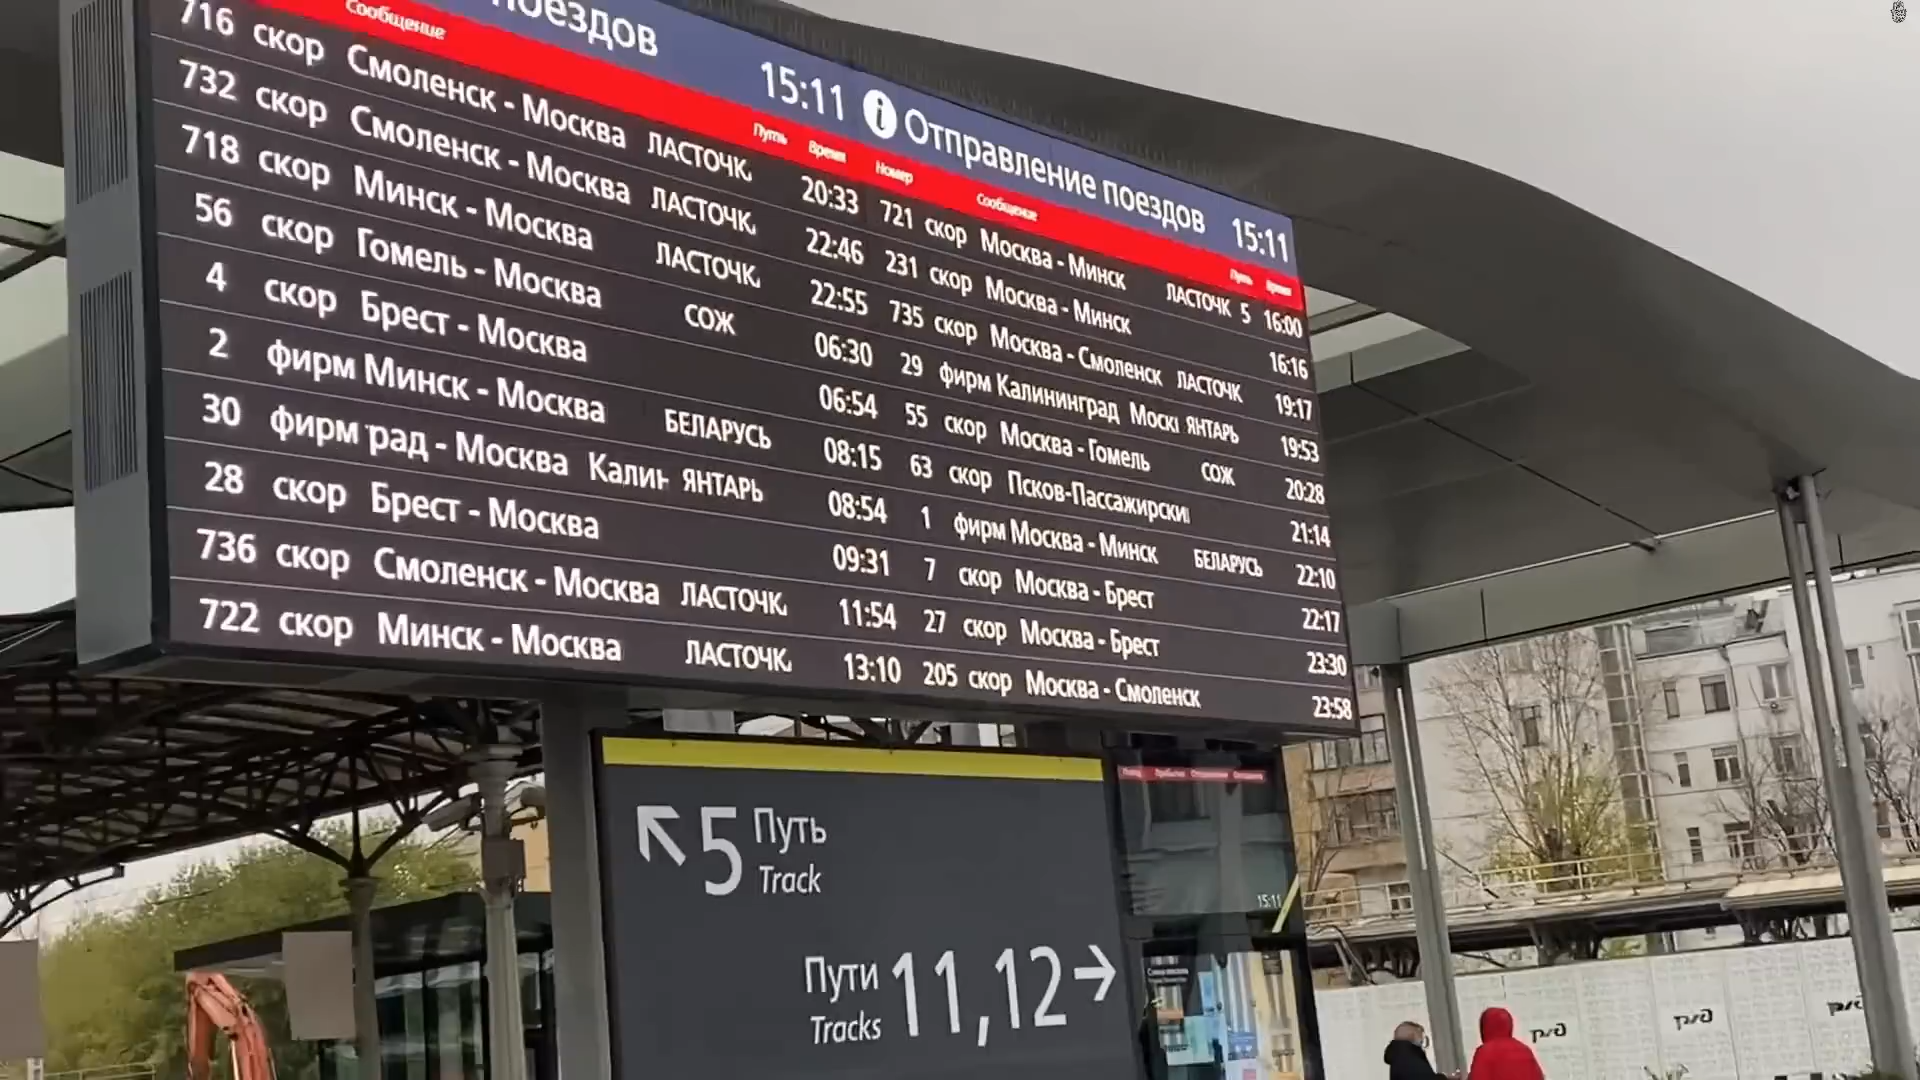 поездов 15:11
Сообщение Путь Время
716 скор Смоленск - Москва ЛАСТОЧК 20:33
732 скор Смоленск - Москва ЛАСТОЧК 22:46
718 скор Минск - Москва ЛАСТОЧК 22:55
56 скор Гомель - Москва СОЖ 06:30
4 скор Брест - Москва 06:54
2 фирм Минск - Москва БЕЛАРУСЬ 08:15
30 фирм рад - Москва Калин ЯНТАРЬ 08:54
28 скор Брест - Москва 09:31
736 скор Смоленск - Москва ЛАСТОЧК 11:54
722 скор Минск - Москва ЛАСТОЧК 13:10
i Отправление поездов 15:11
Номер Сообщение Путь Время
721 скор Москва - Минск ЛАСТОЧК 5 16:00
231 скор Москва - Минск 16:16
735 скор Москва - Смоленск ЛАСТОЧК 19:17
29 фирм Калининград Моск ЯНТАРЬ 19:53
55 скор Москва - Гомель СОЖ 20:28
63 скор Псков-Пассажирски 21:14
1 фирм Москва - Минск БЕЛАРУСЬ 22:10
7 скор Москва - Брест 22:17
27 скор Москва - Брест 23:30
205 скор Москва - Смоленск 23:58
5 Путь
Track
Пути 11,12
Tracks
15:11
ржд
ржд
ржд